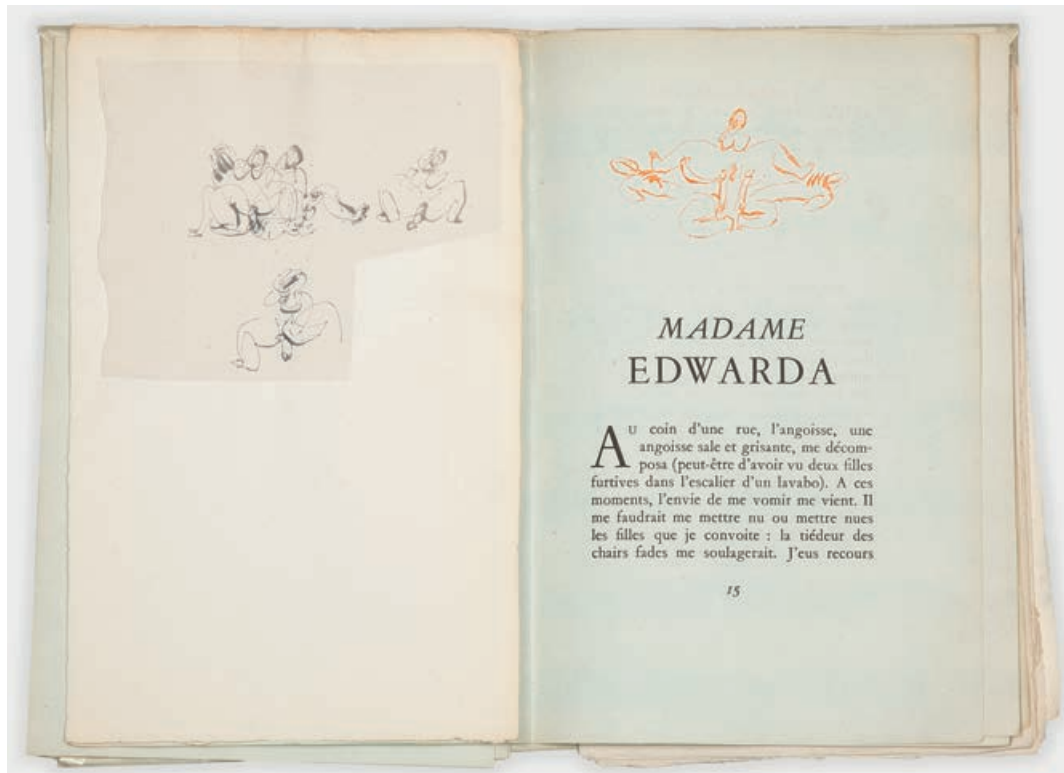 MADAME
EDWARDA
AU coin d'une rue, l'angoisse, une
angoisse sale et grisante, me décom-
posa (peut-être d'avoir vu deux filles
furtives dans l'escalier d'un lavabo). A ces
moments, l'envie de me vomir me vient. Il
me faudrait me mettre nu ou mettre nues
les filles que je convoite : la tiédeur des
chairs fades me soulagerait. J'eus recours
15